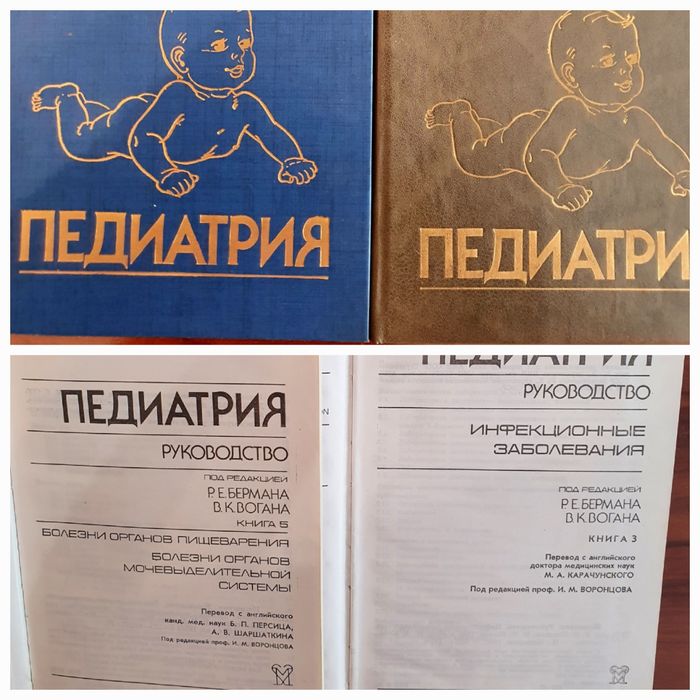 ПЕДИАТРИЯ
ПЕДИАТРИ
ПЕДИАТРИЯ
РУКОВОДСТВО
ПОД РЕДАКЦИЕЙ
Р.Е.БЕРМАНА
В.К.ВОГАНА
КНИГА 5
БОЛЕЗНИ ОРГАНОВ ПИЩЕВАРЕНИЯ
БОЛЕЗНИ ОРГАНОВ
МОЧЕВЫДЕЛИТЕЛЬНОЙ
СИСТЕМЫ
Перевод с английского
канд. мед. наук Б. П. ПЕРСИЦА,
А. В. ШАРШАТКИНА
Под редакцией проф. И. М. ВОРОНЦОВА
ПЕДИАТРИЯ
РУКОВОДСТВО
ИНФЕКЦИОННЫЕ
ЗАБОЛЕВАНИЯ
ПОД РЕДАКЦИЕЙ
Р.Е.БЕРМАНА
В.К.ВОГАНА
КНИГА 3
Перевод с английского
доктора медицинских наук
М. А. КАРАЧУНСКОГО
Под редакцией проф. И. М. ВОРОНЦОВА